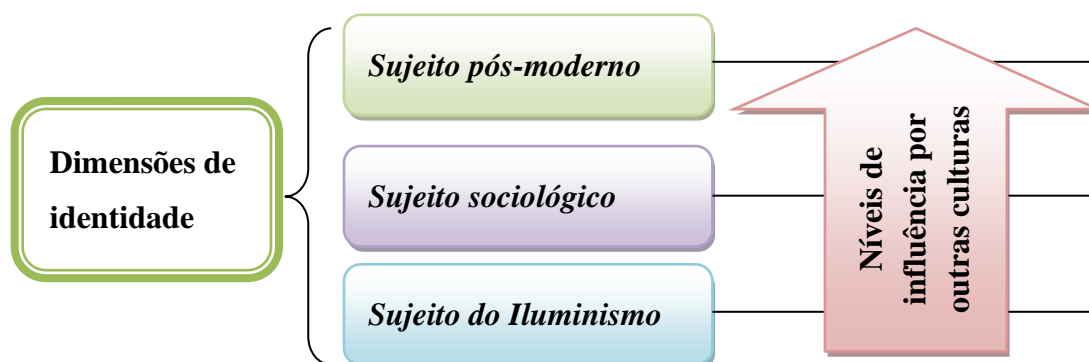 Dimensões de
identidade
Sujeito pós-moderno
Sujeito sociológico
Sujeito do Iluminismo
Níveis de
influência por
outras culturas